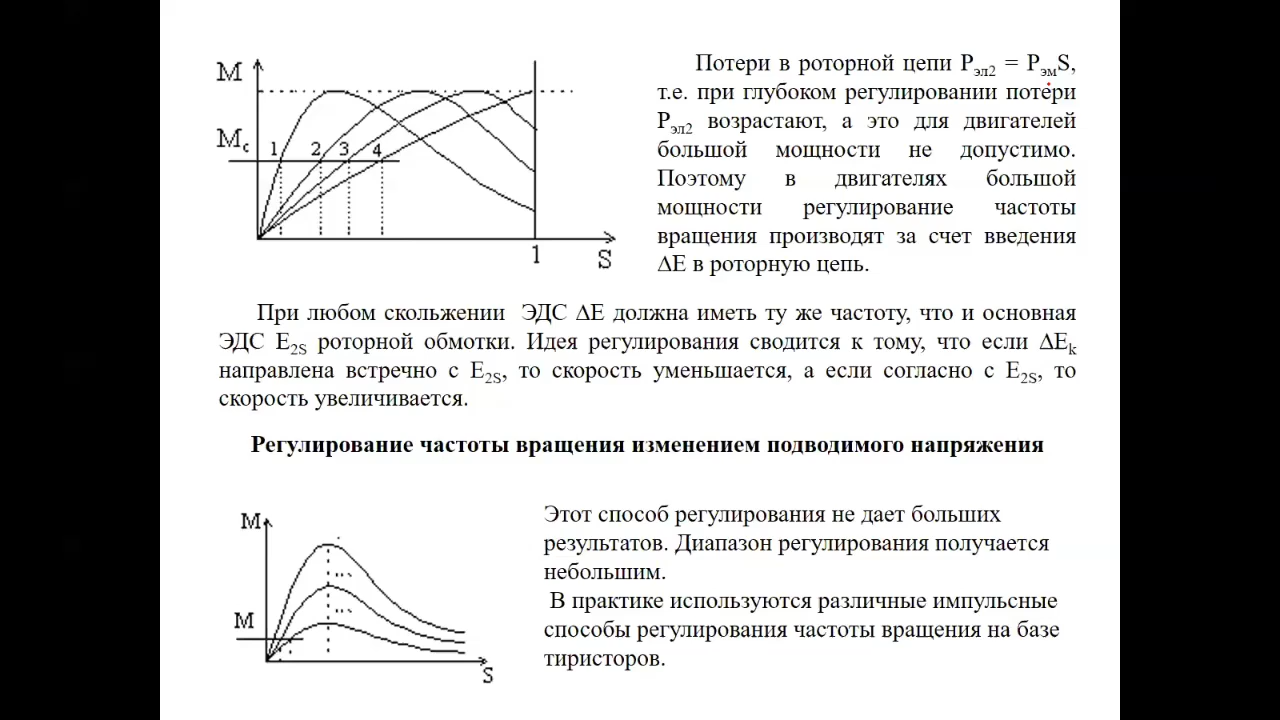 M
Mc 1 2 3 4
1 S
Потери в роторной цепи Pэл2 = PэмS,
т.е. при глубоком регулировании потери
Pэл2 возрастают, а это для двигателей
большой мощности не допустимо.
Поэтому в двигателях большой
мощности регулирование частоты
вращения производят за счет введения
∆E в роторную цепь.
При любом скольжении ЭДС ∆E должна иметь ту же частоту, что и основная
ЭДС E2S роторной обмотки. Идея регулирования сводится к тому, что если ∆Ek
направлена встречно с E2S, то скорость уменьшается, а если согласно с E2S, то
скорость увеличивается.
Регулирование частоты вращения изменением подводимого напряжения
M
M
S
Этот способ регулирования не дает больших
результатов. Диапазон регулирования получается
небольшим.
В практике используются различные импульсные
способы регулирования частоты вращения на базе
тиристоров.